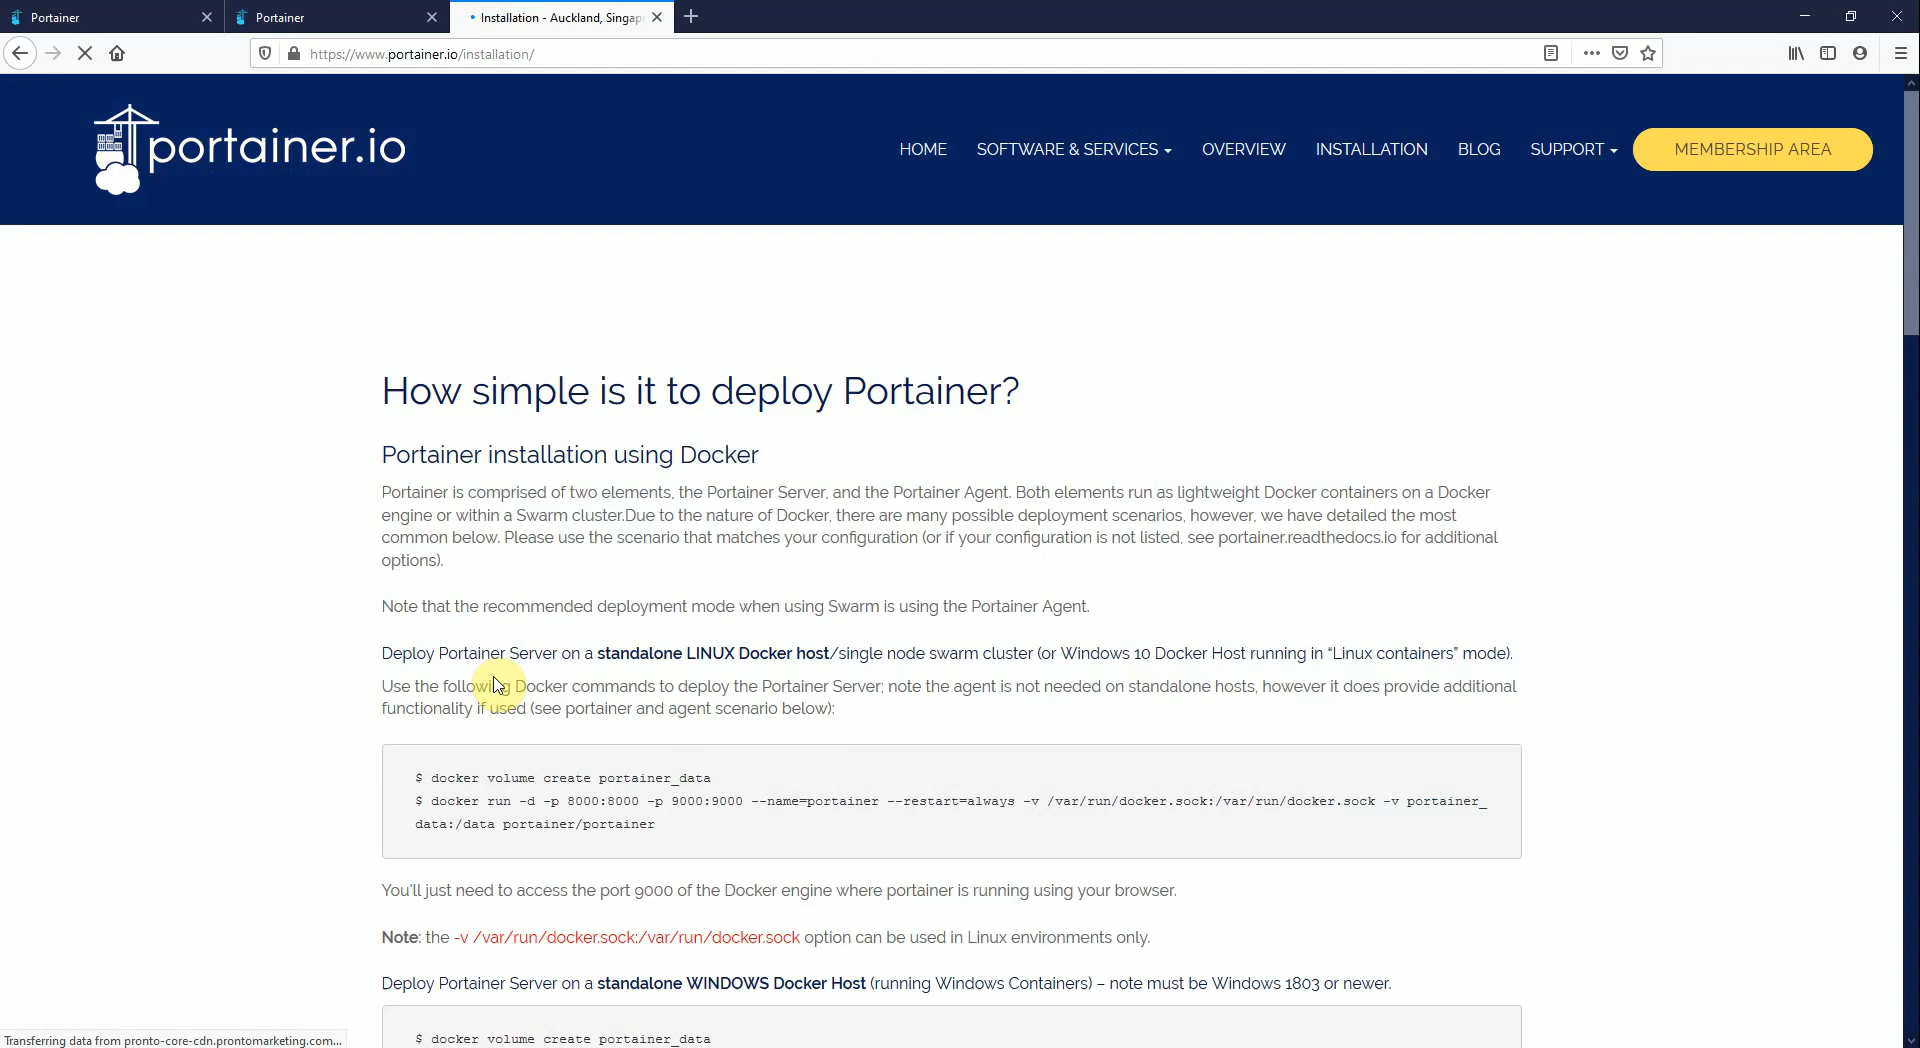 Portainer
Portainer
Installation - Auckland, Singap
https://www.portainer.io/installation/
portainer.io
HOME
SOFTWARE & SERVICES
OVERVIEW
INSTALLATION
BLOG
SUPPORT
MEMBERSHIP AREA
How simple is it to deploy Portainer?
Portainer installation using Docker
Portainer is comprised of two elements, the Portainer Server, and the Portainer Agent. Both elements run as lightweight Docker containers on a Docker
engine or within a Swarm cluster.Due to the nature of Docker, there are many possible deployment scenarios, however, we have detailed the most
common below. Please use the scenario that matches your configuration (or if your configuration is not listed, see portainer.readthedocs.io for additional
options).
Note that the recommended deployment mode when using Swarm is using the Portainer Agent.
Deploy Portainer Server on a standalone LINUX Docker host/single node swarm cluster (or Windows 10 Docker Host running in “Linux containers” mode).
Use the following Docker commands to deploy the Portainer Server; note the agent is not needed on standalone hosts, however it does provide additional
functionality if used (see portainer and agent scenario below):
$ docker volume create portainer_data
$ docker run -d -p 8000:8000 -p 9000:9000 --name=portainer --restart=always -v /var/run/docker.sock:/var/run/docker.sock -v portainer_
data:/data portainer/portainer
You'll just need to access the port 9000 of the Docker engine where portainer is running using your browser.
Note: the -v /var/run/docker.sock:/var/run/docker.sock option can be used in Linux environments only.
Deploy Portainer Server on a standalone WINDOWS Docker Host (running Windows Containers) – note must be Windows 1803 or newer.
$ docker volume create portainer_data
Transferring data from pronto-core-cdn.prontomarketing.com...